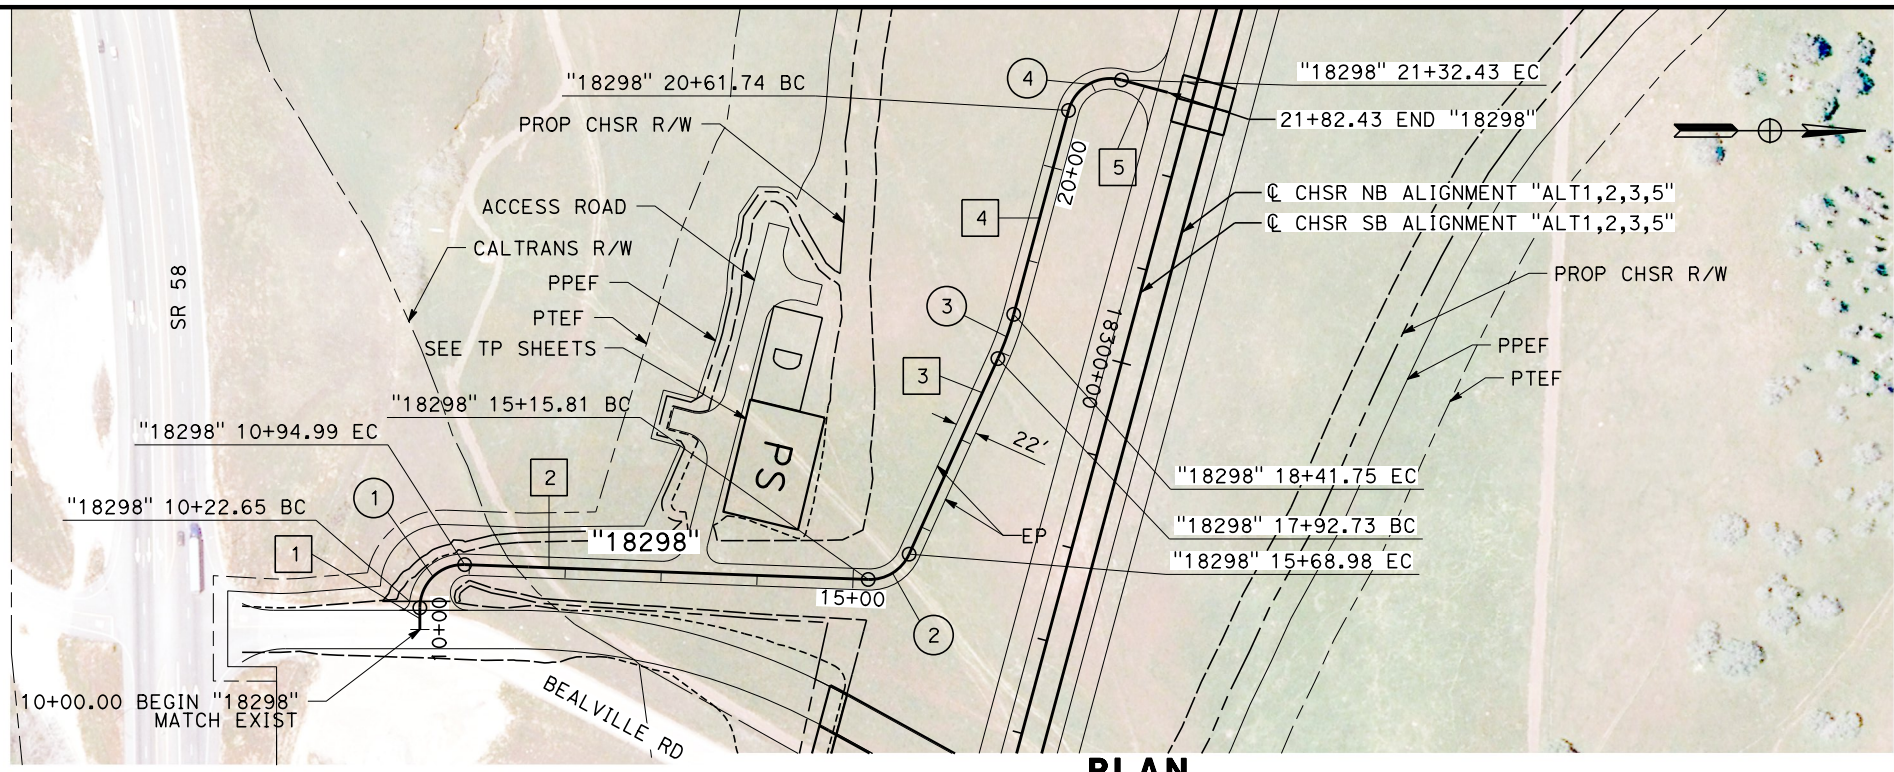 "18298" 20+61.74 BC
4
"18298" 21+32.43 EC
21+82.43 END "18298"
PROP CHSR R/W
5
20+00
ACCESS ROAD
4
℄ CHSR NB ALIGNMENT "ALT1,2,3,5"
℄ CHSR SB ALIGNMENT "ALT1,2,3,5"
CALTRANS R/W
SR 58
PPEF
PROP CHSR R/W
3
PTEF
SEE TP SHEETS
D
PPEF
18300+00
3
PTEF
"18298" 15+15.81 BC
"18298" 10+94.99 EC
22'
PS
2
"18298" 18+41.75 EC
1
"18298" 10+22.65 BC
"18298" 17+92.73 BC
EP
"18298"
1
"18298" 15+68.98 EC
15+00
10+00
2
10+00.00 BEGIN "18298"
MATCH EXIST
BEALVILLE RD
PLAN